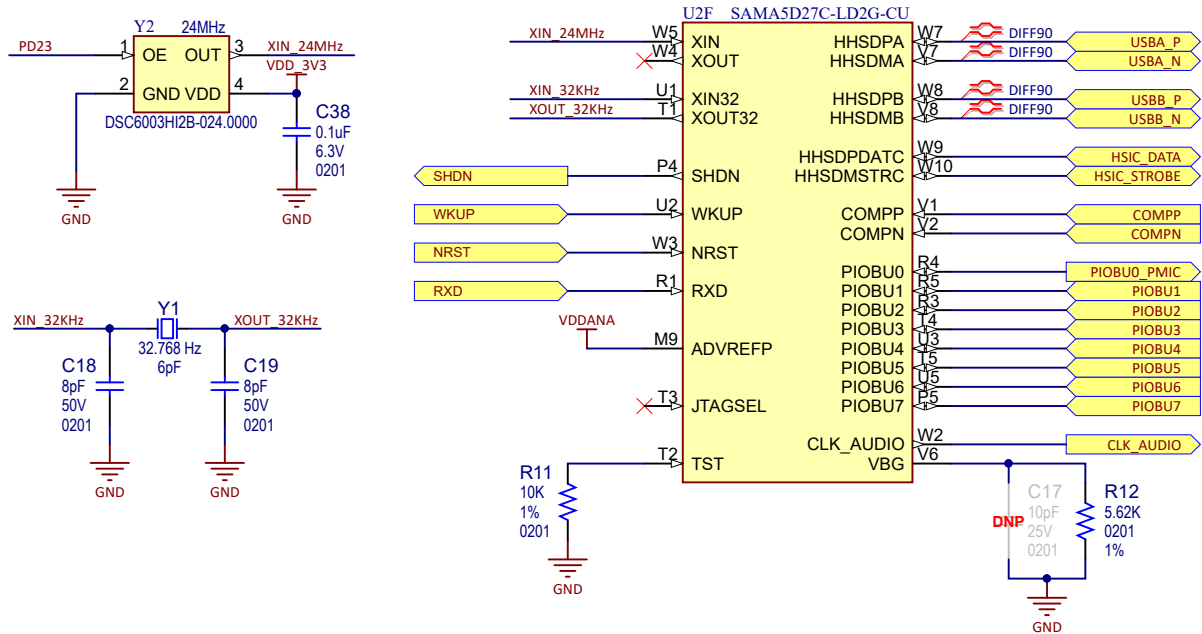 Y2 24MHz
PD23 1 OE OUT 3 XIN_24MHz
VDD_3V3
2 GND VDD 4
DSC6003HI2B-024.0000
C38
0.1uF
6.3V
0201
GND
GND
Y1
XIN_32KHz XOUT_32KHz
32.768 Hz
6pF
C18
8pF
50V
0201
C19
8pF
50V
0201
GND
GND
U2F SAMA5D27C-LD2G-CU
XIN_24MHz W5 XIN HHSDPA W7 DIFF90 USBA_P
W4 XOUT HHSDMA V7 DIFF90 USBA_N
XIN_32KHz U1 XIN32 HHSDPB W8 DIFF90 USBB_P
XOUT_32KHz T1 XOUT32 HHSDMB V8 DIFF90 USBB_N
HHSDPDATC W9 HSIC_DATA
SHDN P4 SHDN HHSDMSTRC W10 HSIC_STROBE
WKUP U2 WKUP COMPP V1 COMPP
COMPN V2 COMPN
NRST W3 NRST
PIOBU0 R4 PIOBU0_PMIC
RXD R1 RXD PIOBU1 R5 PIOBU1
PIOBU2 R3 PIOBU2
VDDANA PIOBU3 T4 PIOBU3
M9 ADVREFP PIOBU4 U3 PIOBU4
PIOBU5 T5 PIOBU5
PIOBU6 U5 PIOBU6
T3 JTAGSEL PIOBU7 P5 PIOBU7
CLK_AUDIO W2 CLK_AUDIO
T2 TST VBG V6
R11
10K
1%
0201
GND
C17
10pF
DNP
25V
0201
R12
5.62K
0201
1%
GND